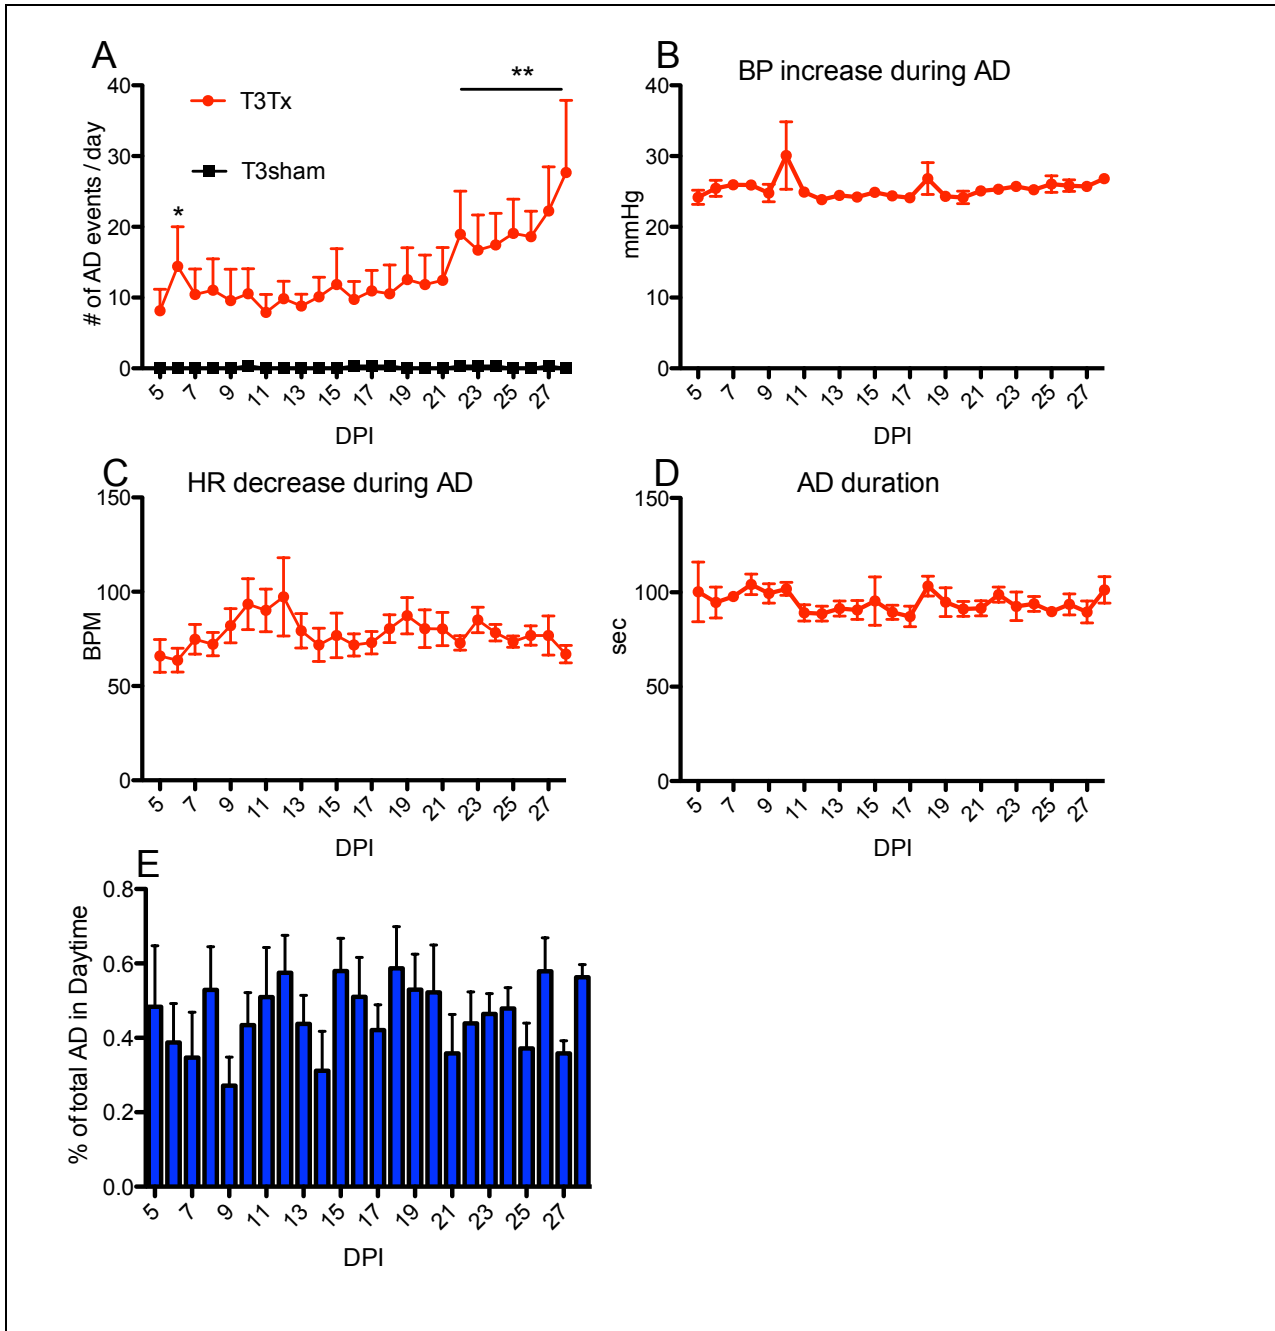 A
**
40
T3Tx
30
T3sham
*
20
10
0
# of AD events / day
5 7 9 11 13 15 17 19 21 23 25 27
DPI
B
BP increase during AD
40
30
20
10
0
mmHg
5 7 9 11 13 15 17 19 21 23 25 27
DPI
C
HR decrease during AD
150
100
50
0
BPM
5 7 9 11 13 15 17 19 21 23 25 27
DPI
D
AD duration
150
100
50
0
sec
5 7 9 11 13 15 17 19 21 23 25 27
DPI
E
0.8
0.6
0.4
0.2
0.0
% of total AD in Daytime
5 7 9 11 13 15 17 19 21 23 25 27
DPI